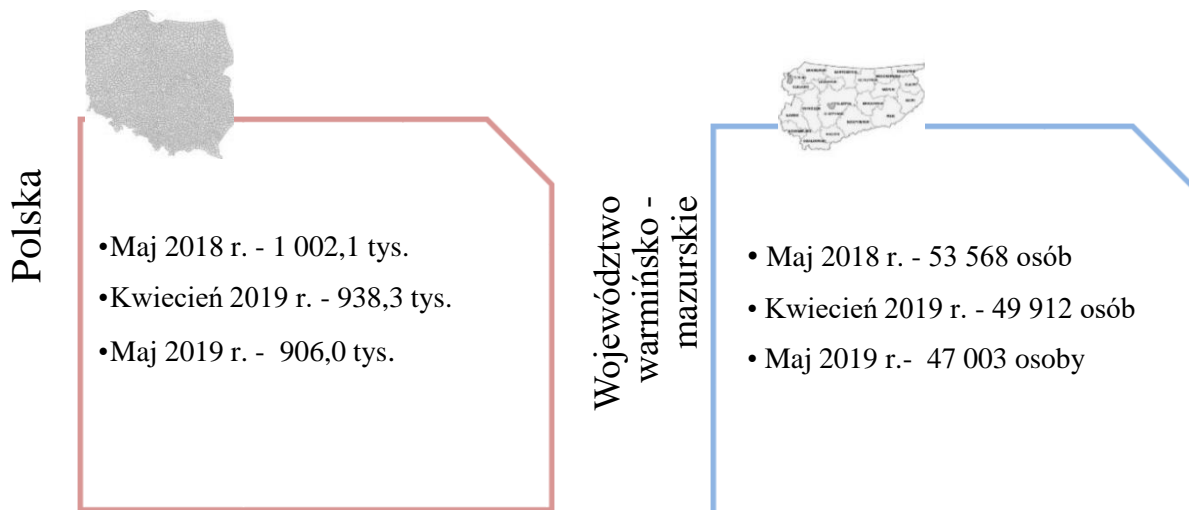 Polska
•Maj 2018 r. - 1 002,1 tys.
•Kwiecień 2019 r. - 938,3 tys.
•Maj 2019 r. -  906,0 tys.
Województwo
warmińsko -
mazurskie
• Maj 2018 r. - 53 568 osób
• Kwiecień 2019 r. - 49 912 osób
• Maj 2019 r.-  47 003 osoby